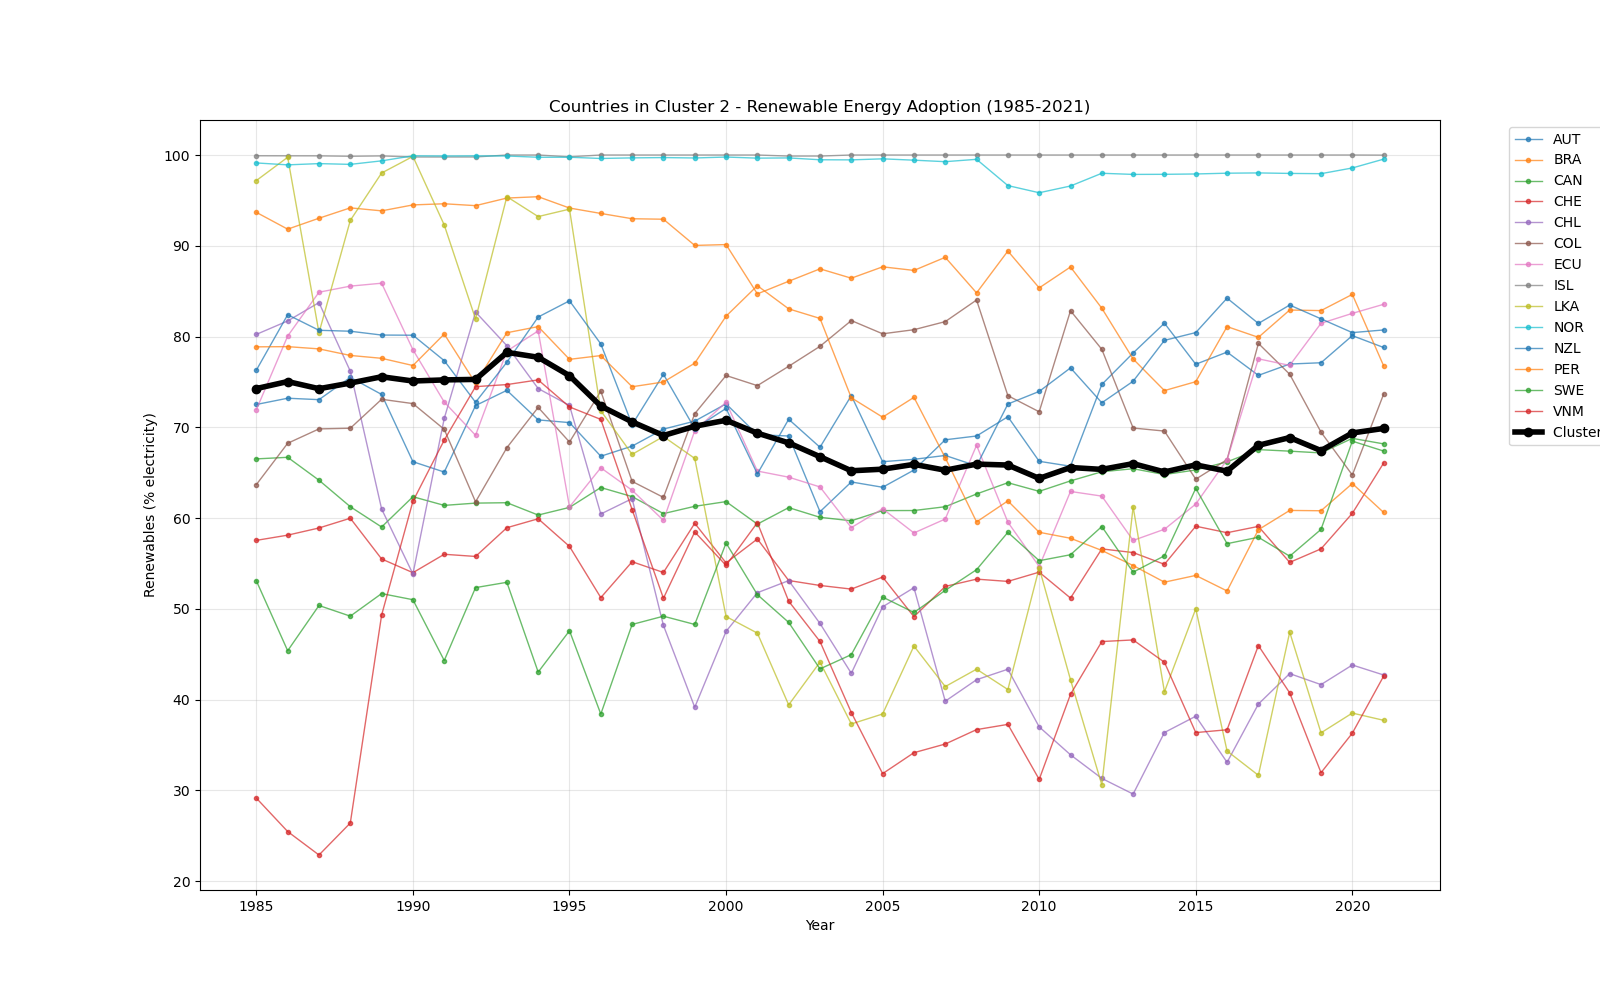 Countries in Cluster 2 - Renewable Energy Adoption (1985-2021)
Renewables (% electricity)
100
90
80
70
60
50
40
30
20
1985
1990
1995
2000
2005
2010
2015
2020
Year
AUT
BRA
CAN
CHE
CHL
COL
ECU
ISL
LKA
NOR
NZL
PER
SWE
VNM
Cluster